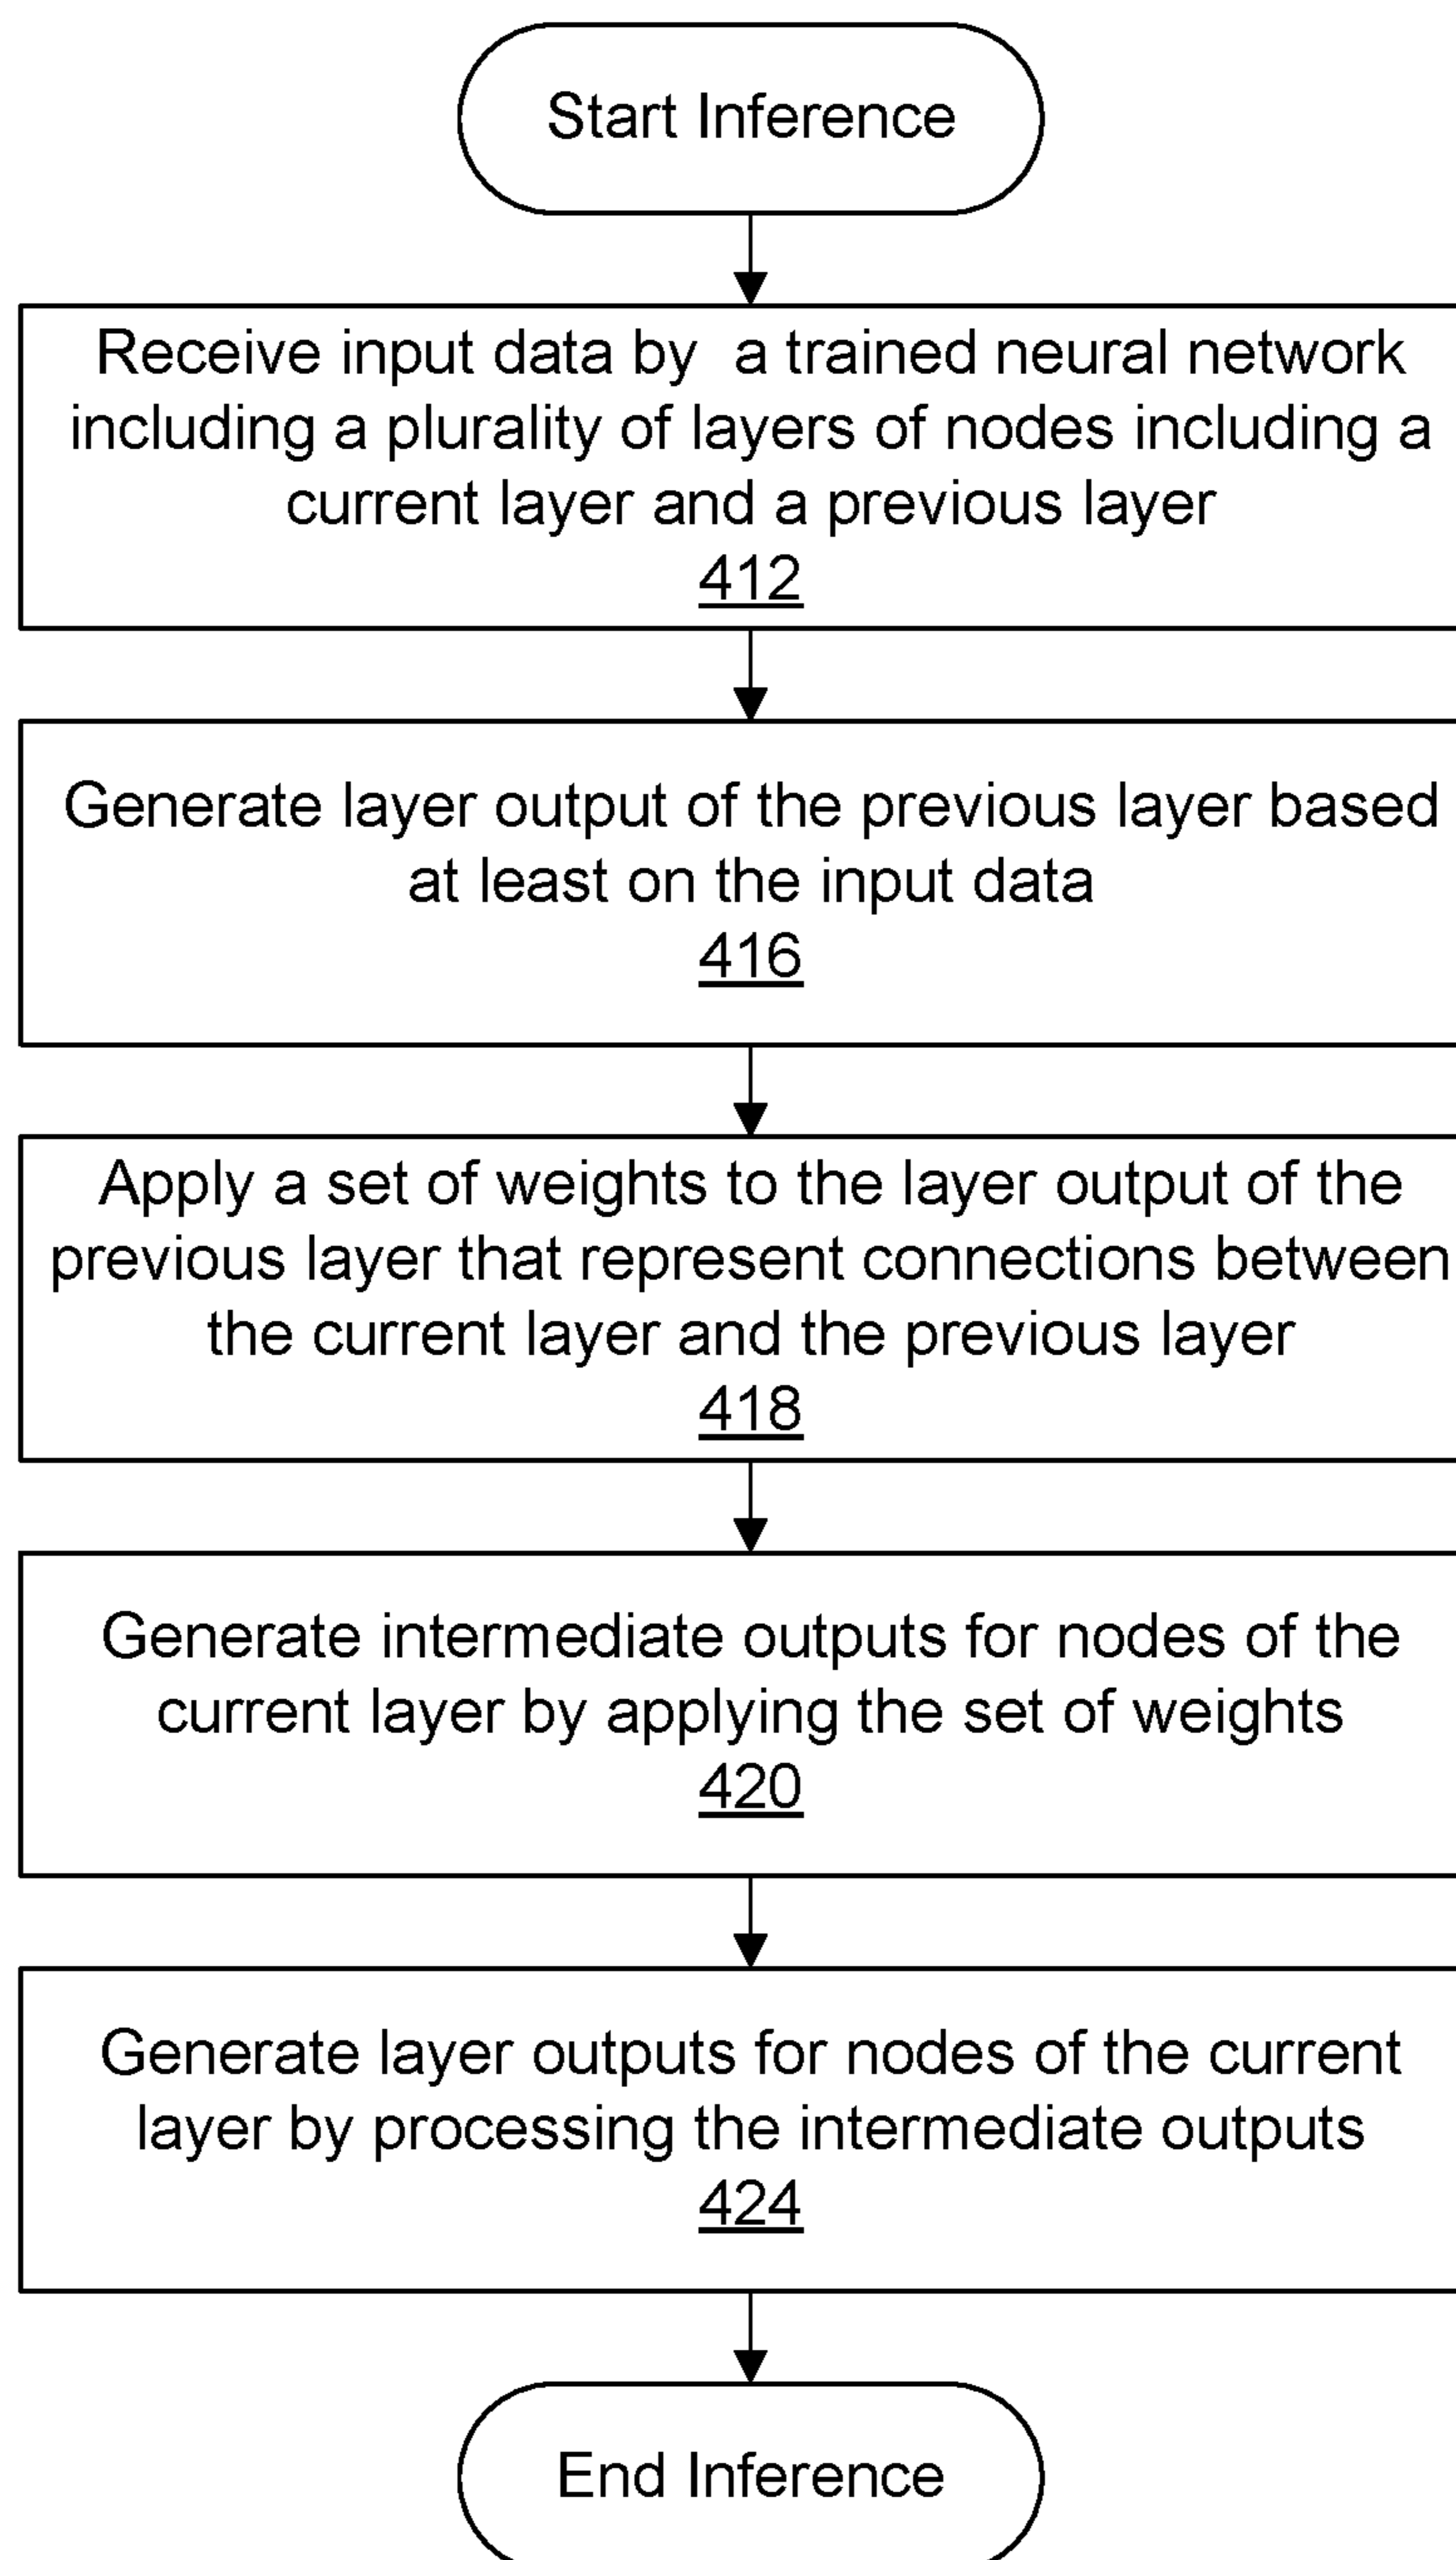 Start Inference
Receive input data by a trained neural network
including a plurality of layers of nodes including a
current layer and a previous layer
412
Generate layer output of the previous layer based
at least on the input data
416
Apply a set of weights to the layer output of the
previous layer that represent connections between
the current layer and the previous layer
418
Generate intermediate outputs for nodes of the
current layer by applying the set of weights
420
Generate layer outputs for nodes of the current
layer by processing the intermediate outputs
424
End Inference